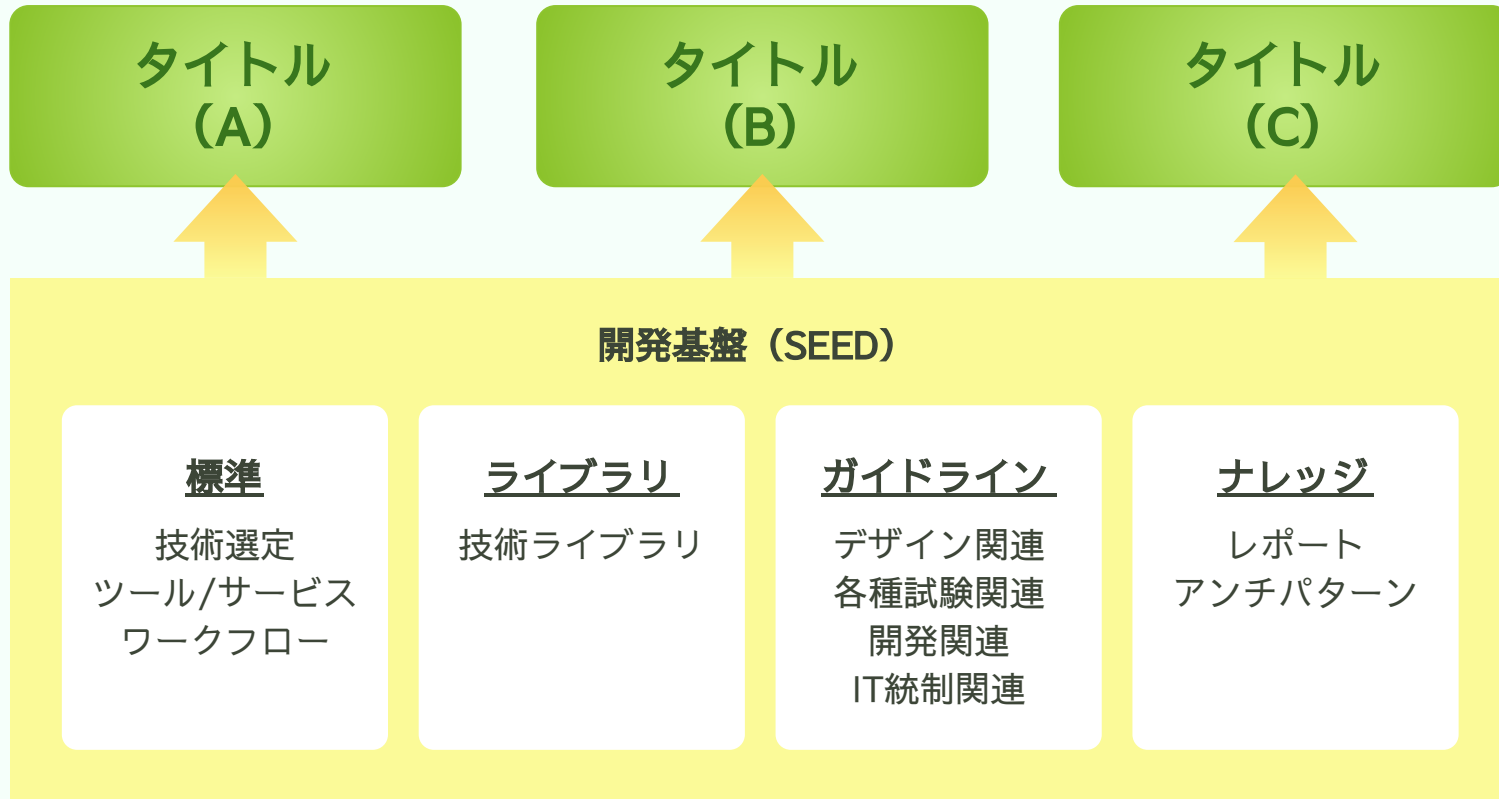 タイトル
（A）
タイトル
（B）
タイトル
（C）
開発基盤（SEED）
標準
技術選定
ツール/サービス
ワークフロー
ライブラリ
技術ライブラリ
ガイドライン
デザイン関連
各種試験関連
開発関連
IT統制関連
ナレッジ
レポート
アンチパターン